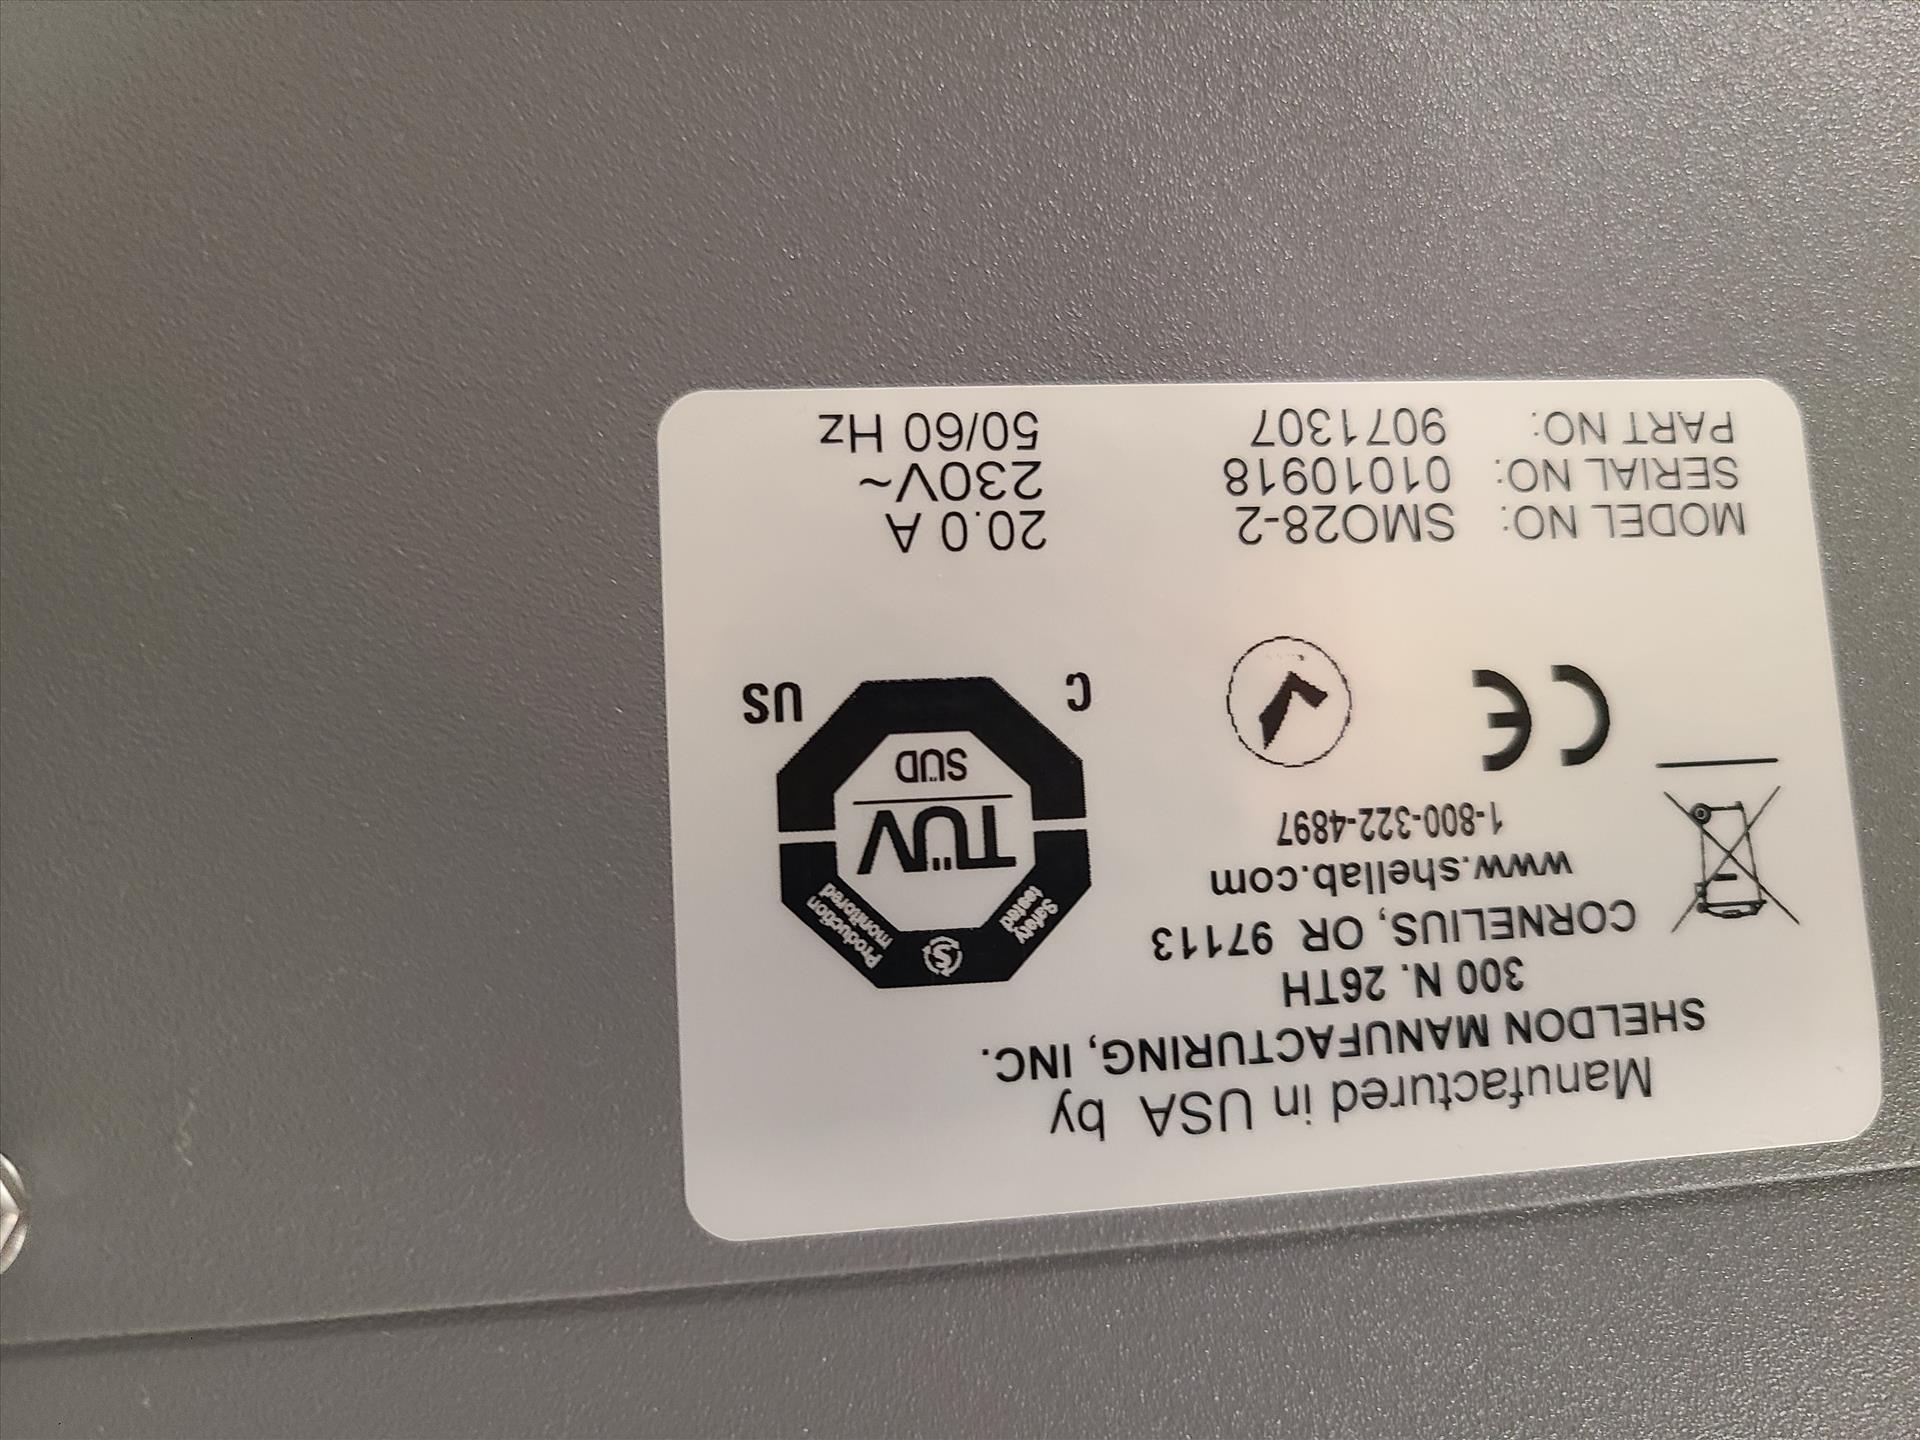 Manufactured in USA by
SHELDON MANUFACTURING, INC.
300 N. 26TH
CORNELIUS, OR 97113
www.shellab.com
1-800-322-4897
CE
Safety
tested
S
Production
monitored
TÜV
SÜD
C
US
MODEL NO: SMO28-2
SERIAL NO: 01010918
PART NO: 9071307
20.0 A
230V~
50/60 Hz